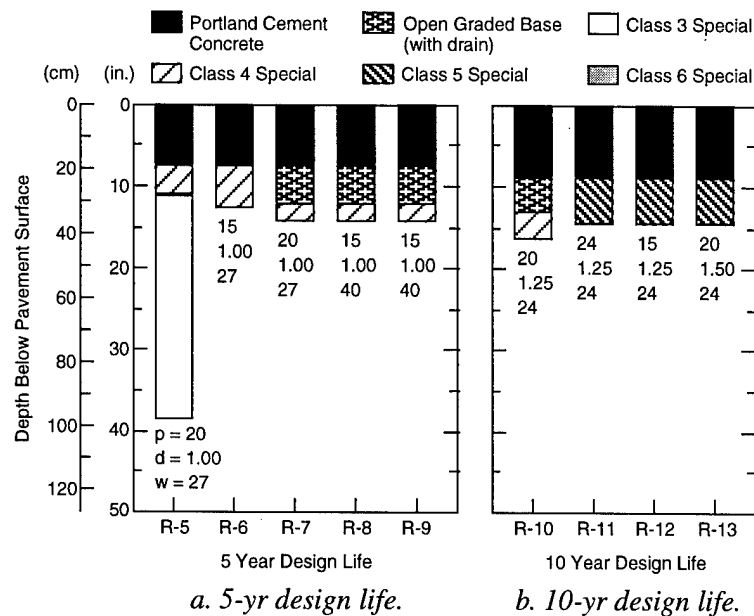 Portland Cement Concrete
Open Graded Base (with drain)
Class 3 Special
Class 4 Special
Class 5 Special
Class 6 Special
(cm)
(in.)
Depth Below Pavement Surface
0
20
40
60
80
100
120
0
10
20
30
40
50
p = 20
d = 1.00
w = 27
15
1.00
27
20
1.00
27
15
1.00
40
15
1.00
40
20
1.25
24
24
1.25
24
15
1.25
24
20
1.50
24
R-5 R-6 R-7 R-8 R-9
R-10 R-11 R-12 R-13
5 Year Design Life
10 Year Design Life
a. 5-yr design life.
b. 10-yr design life.